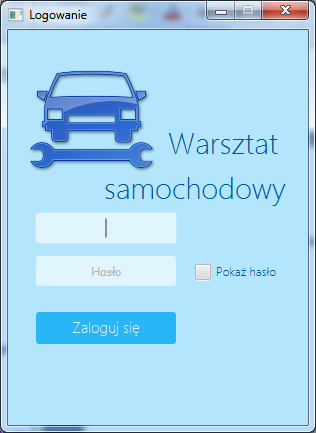 Logowanie
Warsztat
samochodowy
Hasło
Pokaż hasło
Zaloguj się